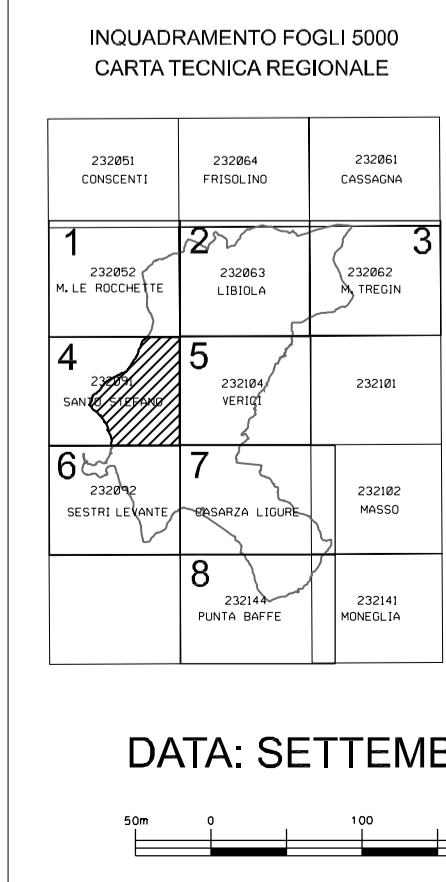 INQUADRAMENTO FOGLI 5000
CARTA TECNICA REGIONALE
232051
CONSCENTI
232064
FRISOLINO
232061
CASSAGNA
1
232052
M. LE ROCCHETTE
2
232063
LIBIOLA
3
232062
M. TREGIN
4
232091
SANTO STEFANO
5
232104
VERICI
232101
6
232092
SESTRI LEVANTE
7
CASARZA LIGURE
232102
MASSO
8
232144
PUNTA BAFFE
232141
MONEGLIA
DATA: SETTEMB
50m 0 100